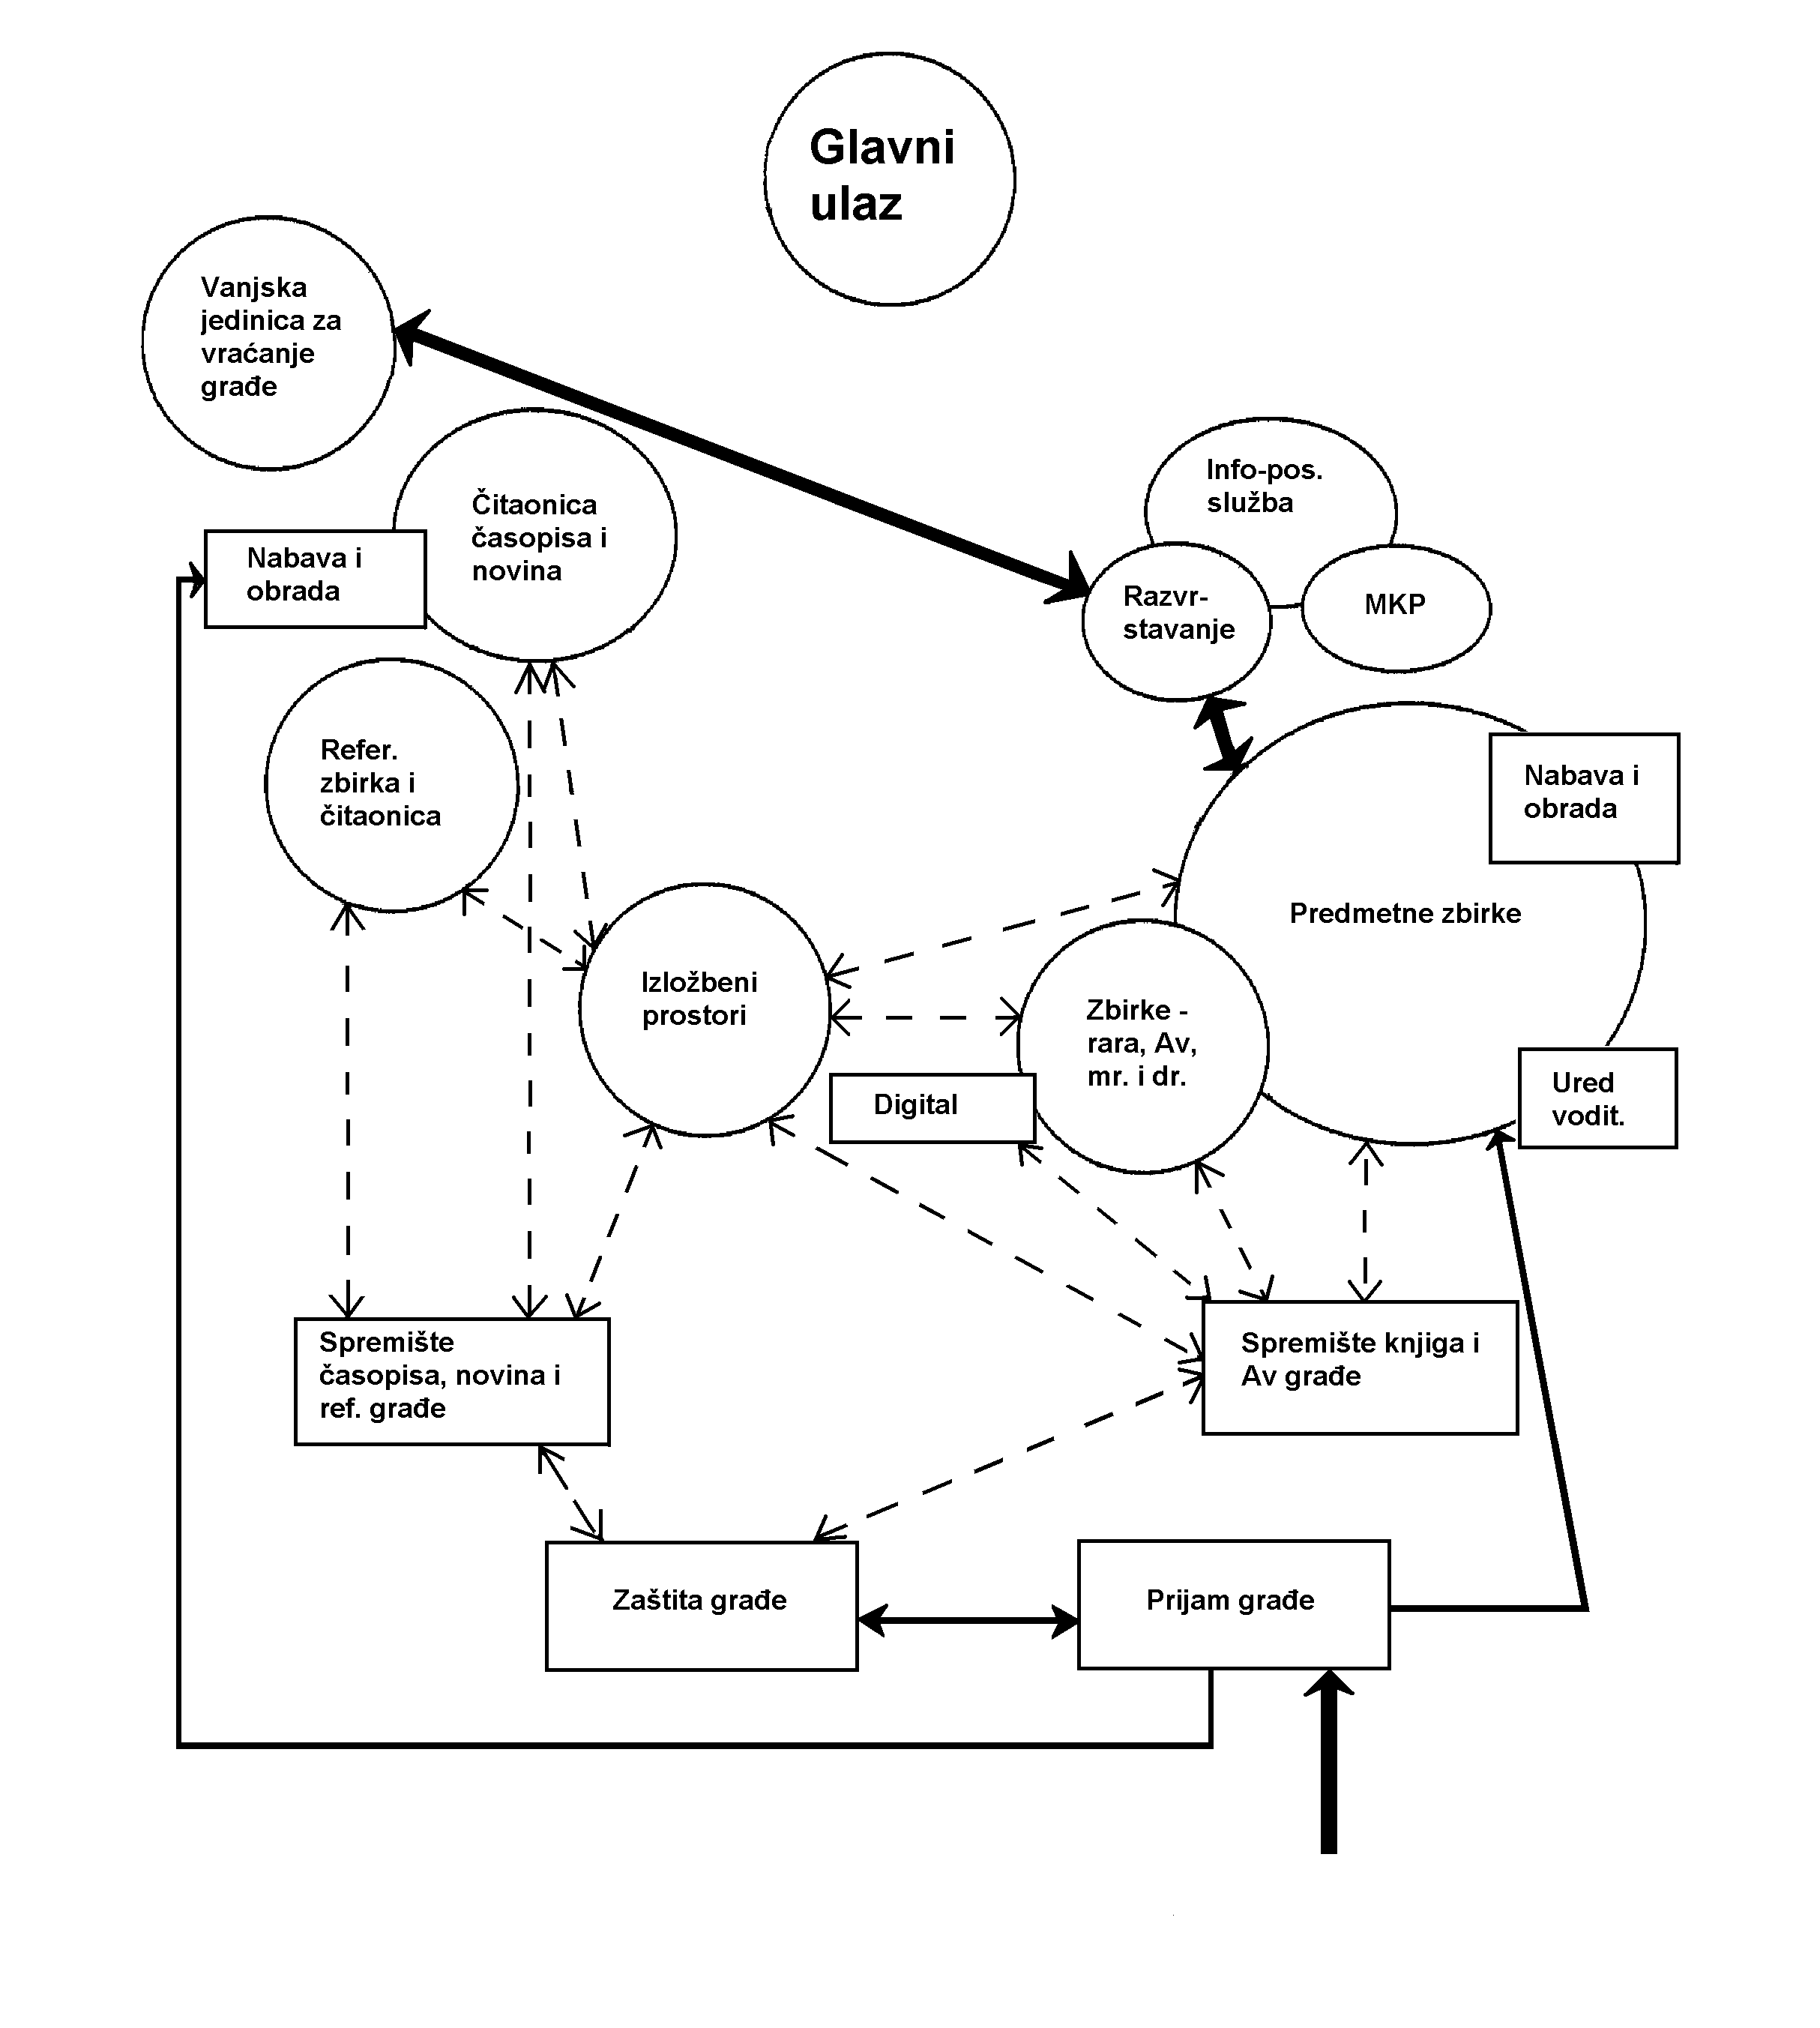 Glavni
ulaz
Vanjska
jedinica za
vraćanje
građe
Info-pos.
služba
Čitaonica
časopisa i
novina
Nabava i
obrada
Razvr-
stavanje
MKP
Refer.
zbirka i
čitaonica
Nabava i
obrada
Predmetne zbirke
Izložbeni
prostori
Zbirke -
rara, Av,
mr. i dr.
Digital
Ured
vodit.
Spremište
časopisa, novina i
ref. građe
Spremište knjiga i
Av građe
Zaštita građe
Prijam građe